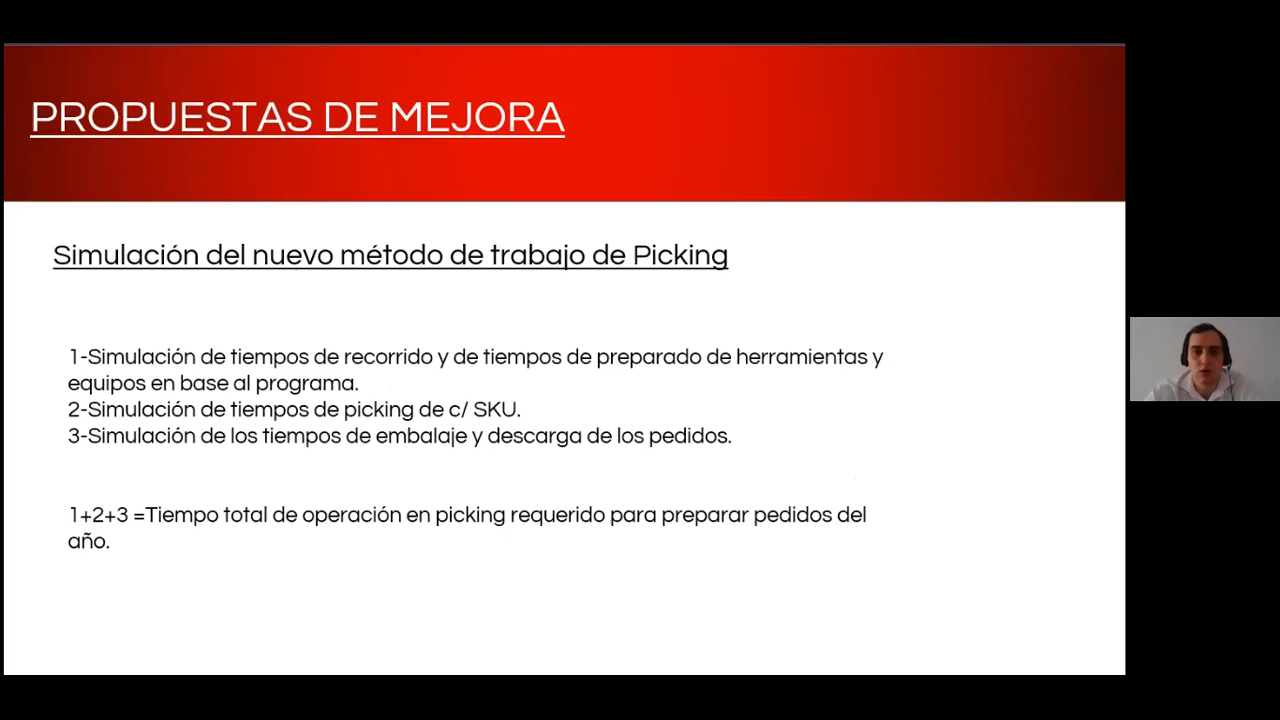 PROPUESTAS DE MEJORA
Simulación del nuevo método de trabajo de Picking
1-Simulación de tiempos de recorrido y de tiempos de preparado de herramientas y
equipos en base al programa.
2-Simulación de tiempos de picking de c/ SKU.
3-Simulación de los tiempos de embalaje y descarga de los pedidos.
1+2+3 =Tiempo total de operación en picking requerido para preparar pedidos del
año.